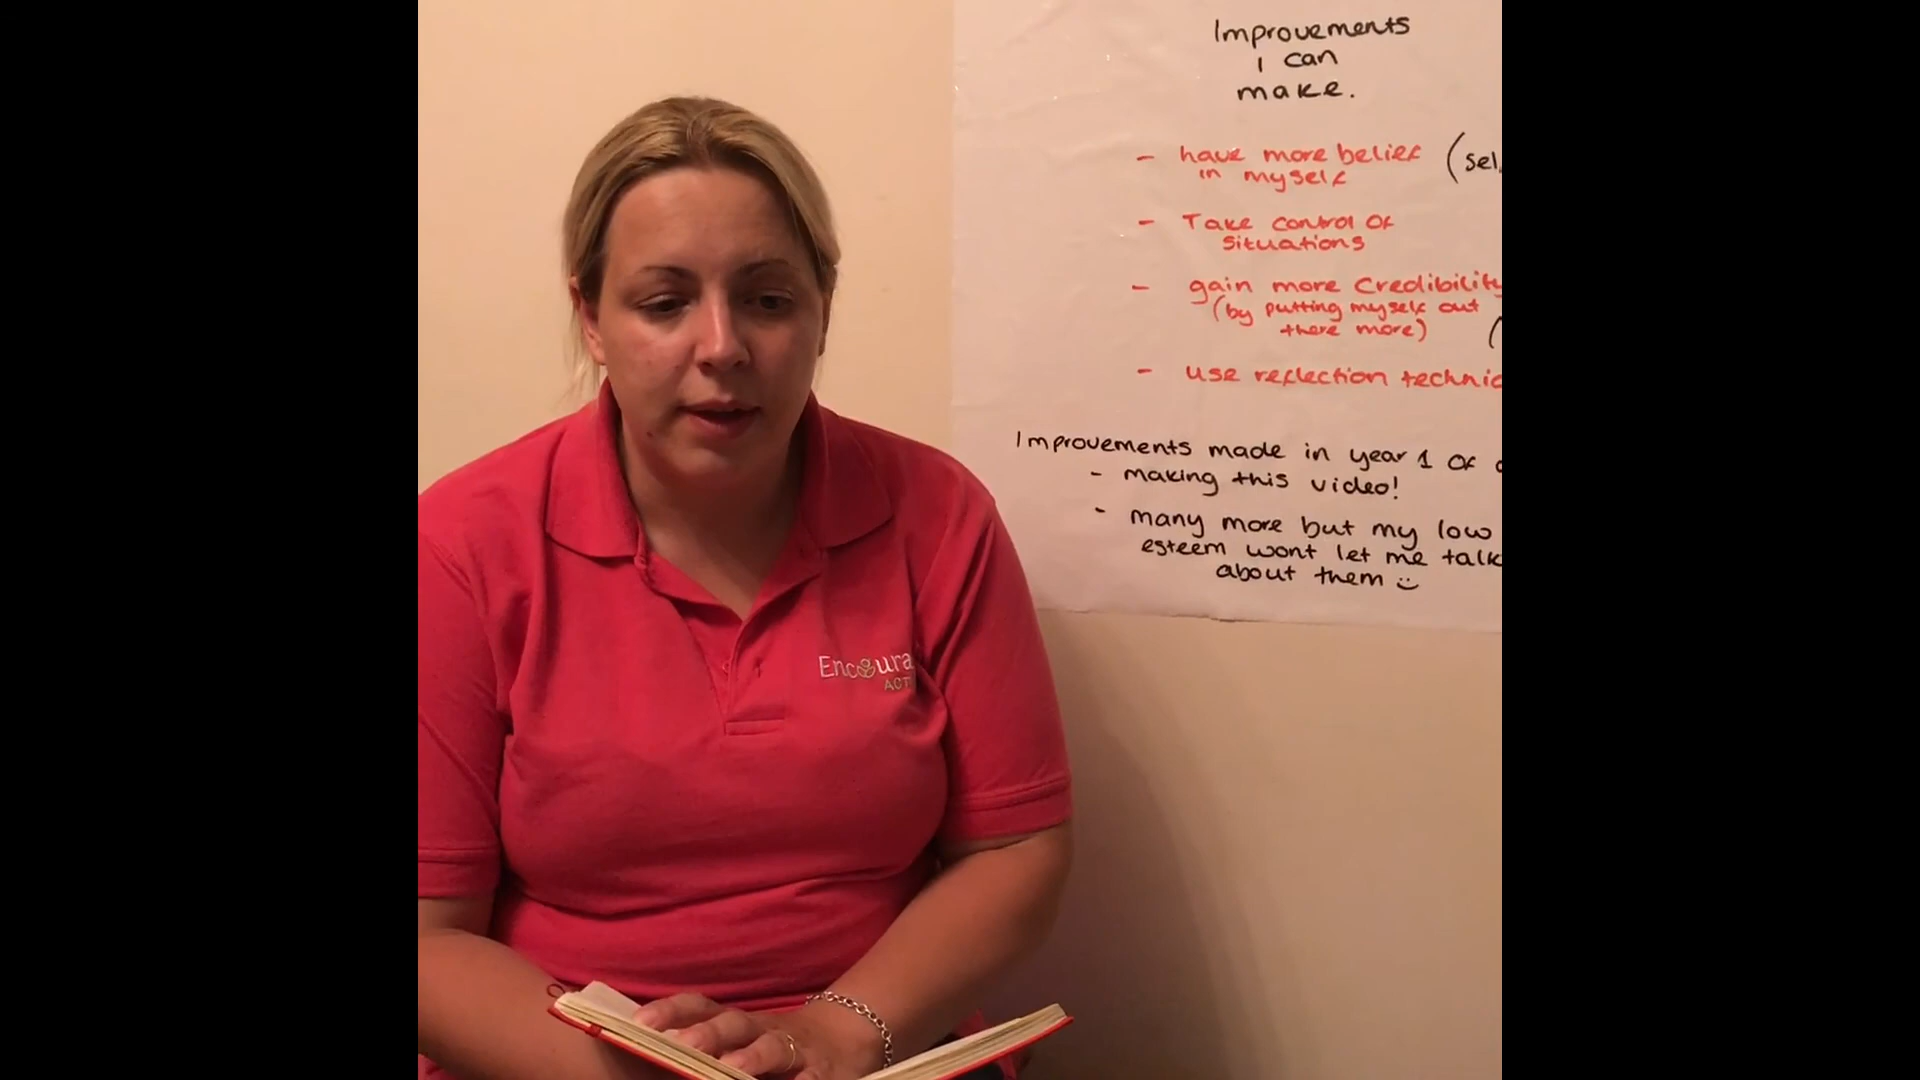 Improvements
I can
make.
- have more belief (sel
in myself
- Take control of
situations
- gain more credibility
(by putting myself out
there more) (
- use reflection techni
Improvements made in year 1 of
- making this video!
- many more but my low
esteem wont let me talk
about them
Encoura
ACT